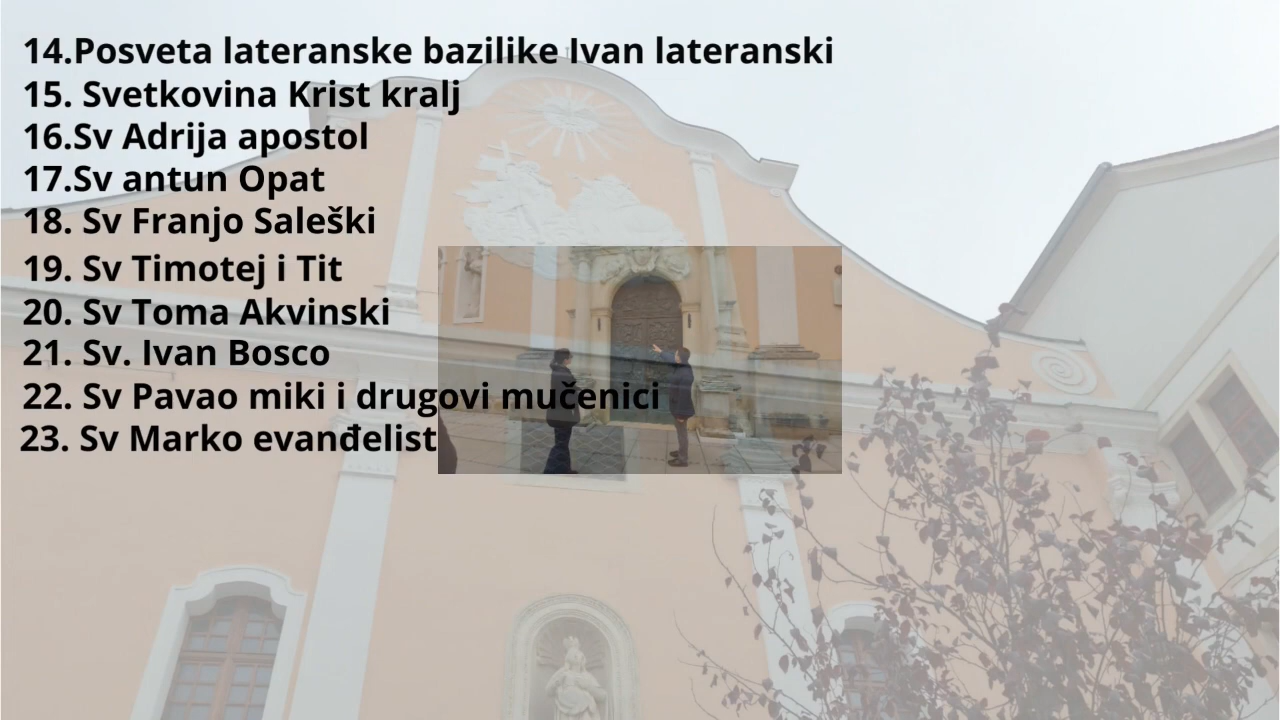 14.Posveta lateranske bazilike Ivan lateranski
15. Svetkovina Krist kralj
16.Sv Adrija apostol
17.Sv antun Opat
18. Sv Franjo Saleški
19. Sv Timotej i Tit
20. Sv Toma Akvinski
21. Sv. Ivan Bosco
22. Sv Pavao miki i drugovi mučenici
23. Sv Marko evanđelist